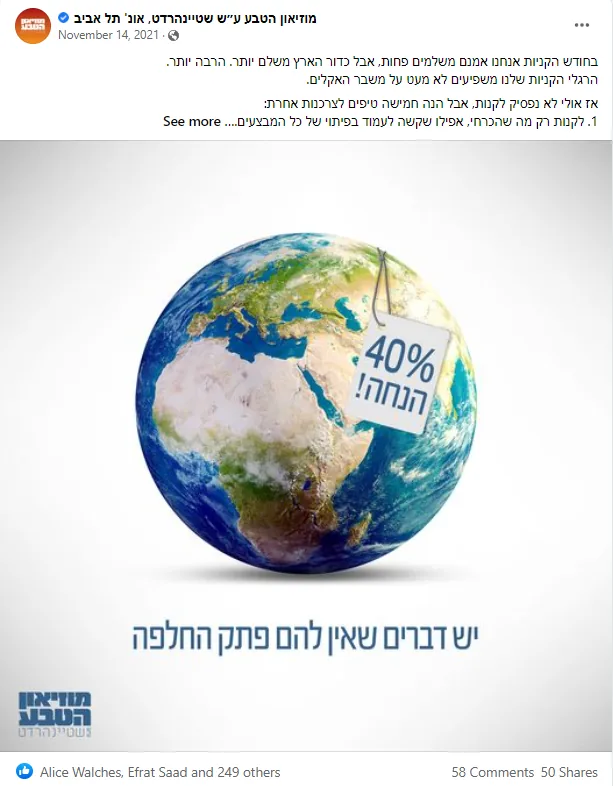 מוזיאון הטבע ע״ש שטיינהרדט, אונ' תל אביב
November 14, 2021 ·
בחודש הקניות אנחנו אמנם משלמים פחות, אבל כדור הארץ משלם יותר. הרבה יותר.
הרגלי הקניות שלנו משפיעים לא מעט על משבר האקלים.
אז אולי לא נפסיק לקנות, אבל הנה חמישה טיפים לצרכנות אחרת:
1. לקנות רק מה שהכרחי, אפילו שקשה לעמוד בפיתוי של כל המבצעים.... See more
40%
הנחה!
יש דברים שאין להם פתק החלפה
מוזיאון
הטבע
שטיינהרדט
Alice Walches, Efrat Saad and 249 others
58 Comments 50 Shares